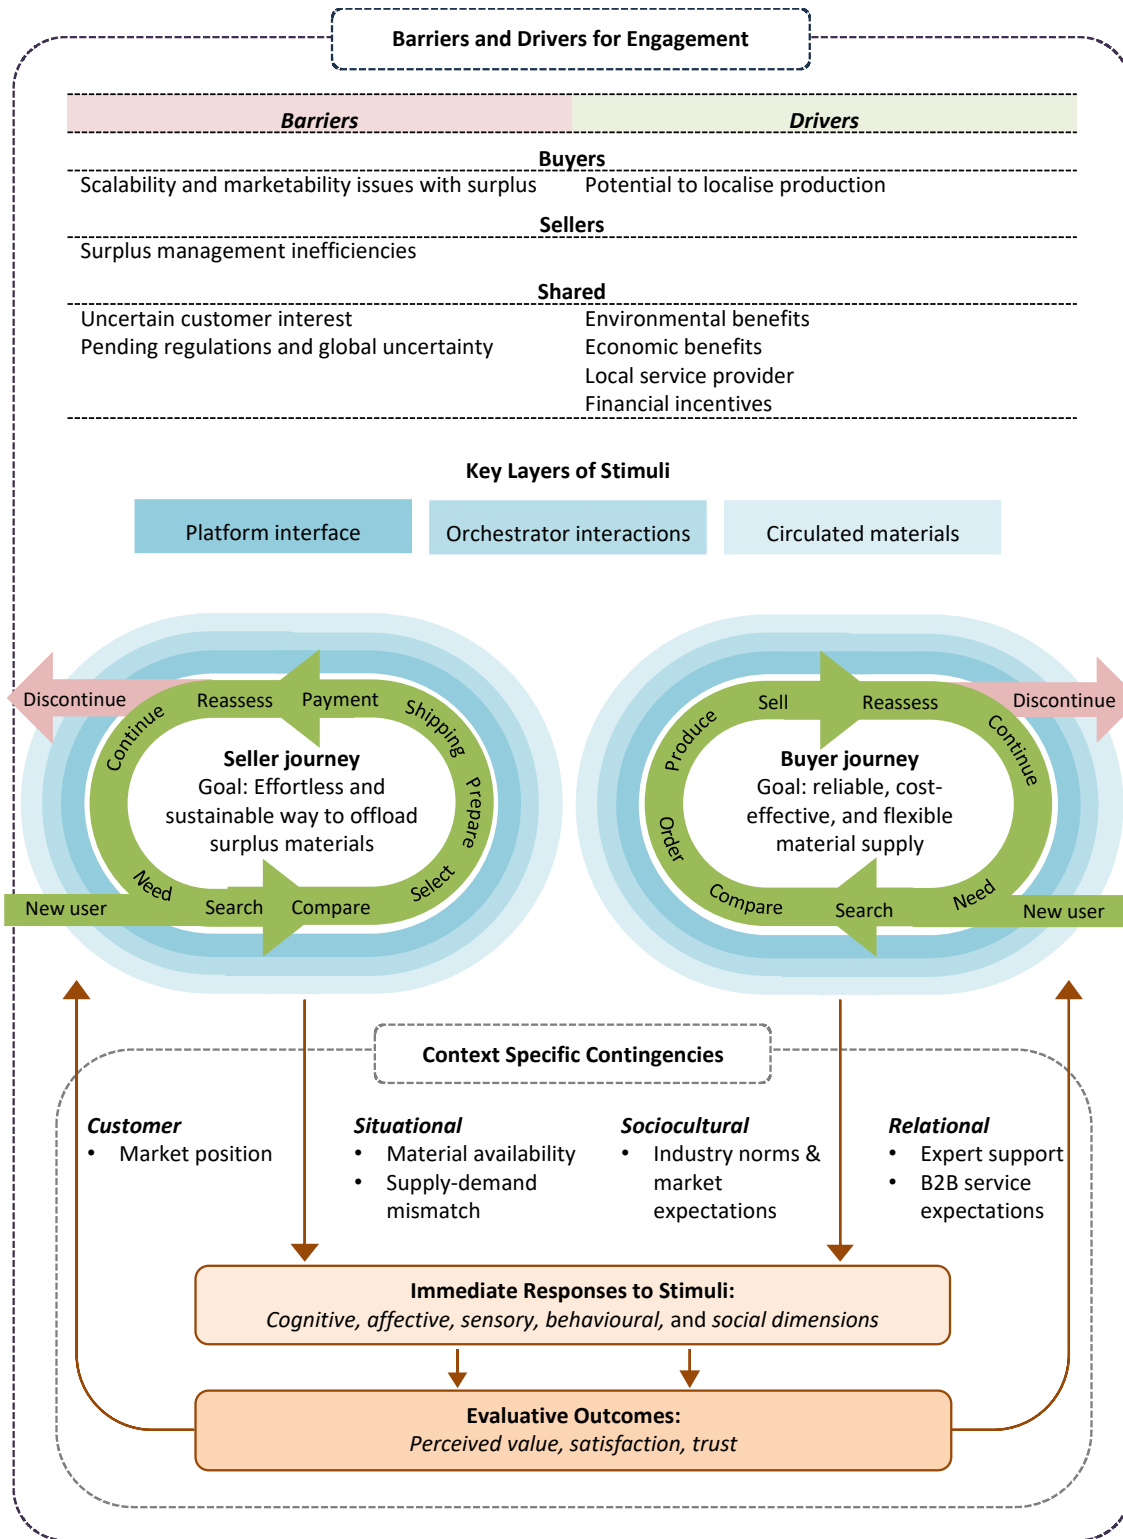 Barriers and Drivers for Engagement
Barriers
Drivers
Buyers
Scalability and marketability issues with surplus
Potential to localise production
Sellers
Surplus management inefficiencies
Shared
Uncertain customer interest
Environmental benefits
Pending regulations and global uncertainty
Economic benefits
Local service provider
Financial incentives
Key Layers of Stimuli
Platform interface
Orchestrator interactions
Circulated materials
Discontinue
Reassess
Payment
Shipping
Prepare
Select
Compare
Search
Need
Continue
New user
Seller journey
Goal: Effortless and
sustainable way to offload
surplus materials
Sell
Reassess
Discontinue
Continue
Need
New user
Search
Compare
Order
Produce
Buyer journey
Goal: reliable, cost-
effective, and flexible
material supply
Context Specific Contingencies
Customer
• Market position
Situational
• Material availability
• Supply-demand
mismatch
Sociocultural
• Industry norms &
market
expectations
Relational
• Expert support
• B2B service
expectations
Immediate Responses to Stimuli:
Cognitive, affective, sensory, behavioural, and social dimensions
Evaluative Outcomes:
Perceived value, satisfaction, trust